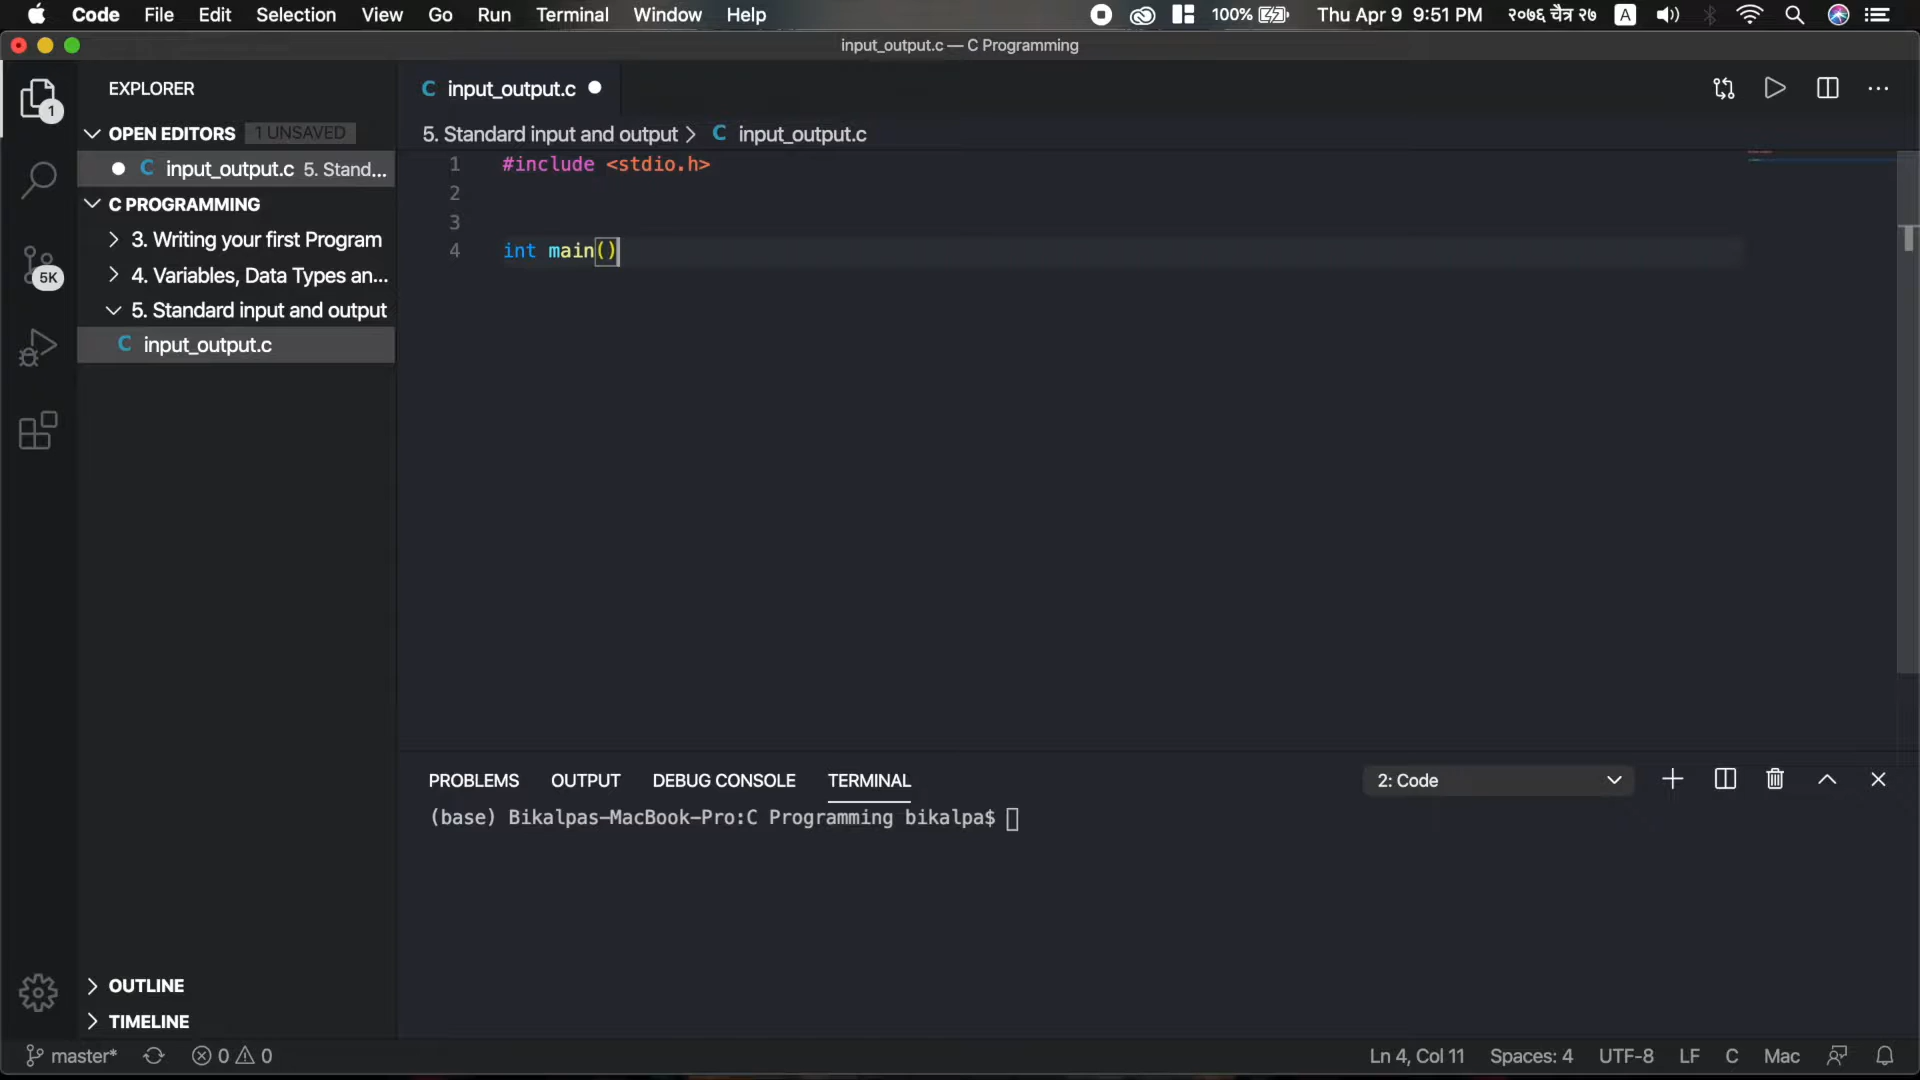 Code File Edit Selection View Go Run Terminal Window Help 100% Thu Apr 9 9:51 PM २०७६ चैत्र २७ A
input_output.c — C Programming
EXPLORER
1
OPEN EDITORS 1 UNSAVED
C input_output.c 5. Stand...
C PROGRAMMING
3. Writing your first Program
4. Variables, Data Types an...
5K
5. Standard input and output
C input_output.c
OUTLINE
TIMELINE
C input_output.c
5. Standard input and output > C input_output.c
1 #include <stdio.h>
2
3
4 int main()
PROBLEMS OUTPUT DEBUG CONSOLE TERMINAL 2: Code
(base) Bikalpas-MacBook-Pro:C Programming bikalpa$
master* 0 0 Ln 4, Col 11 Spaces: 4 UTF-8 LF C Mac